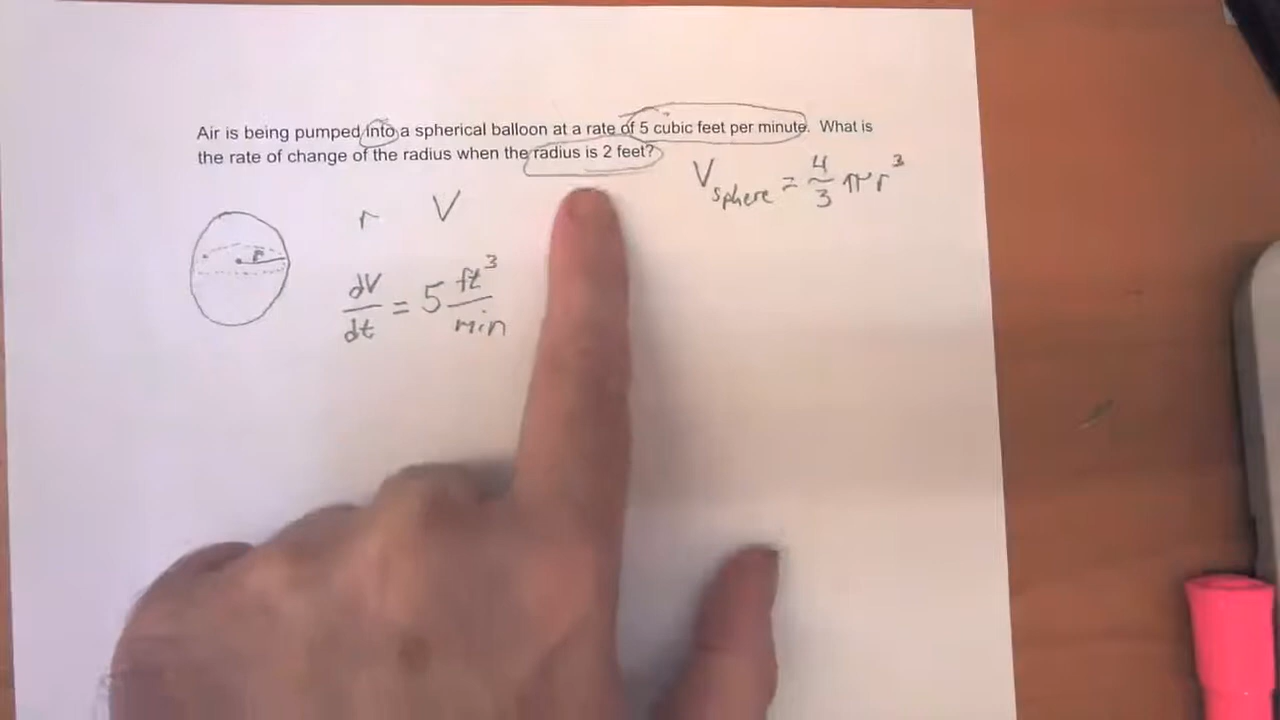 Air is being pumped into a spherical balloon at a rate of 5 cubic feet per minute. What is
the rate of change of the radius when the radius is 2 feet?
V sphere = 4/3 πr³
r V
r
dV/dt = 5 ft³/min